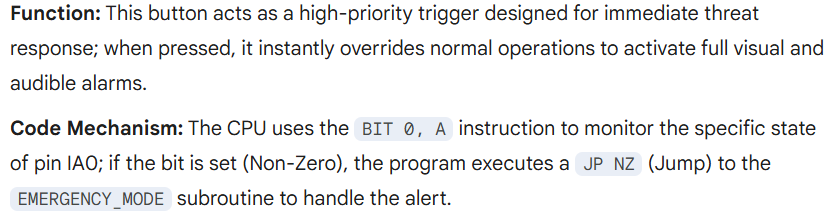 Function: This button acts as a high-priority trigger designed for immediate threat
response; when pressed, it instantly overrides normal operations to activate full visual and
audible alarms.
Code Mechanism: The CPU uses the BIT 0, A instruction to monitor the specific state
of pin IA0; if the bit is set (Non-Zero), the program executes a JP NZ (Jump) to the
EMERGENCY_MODE subroutine to handle the alert.